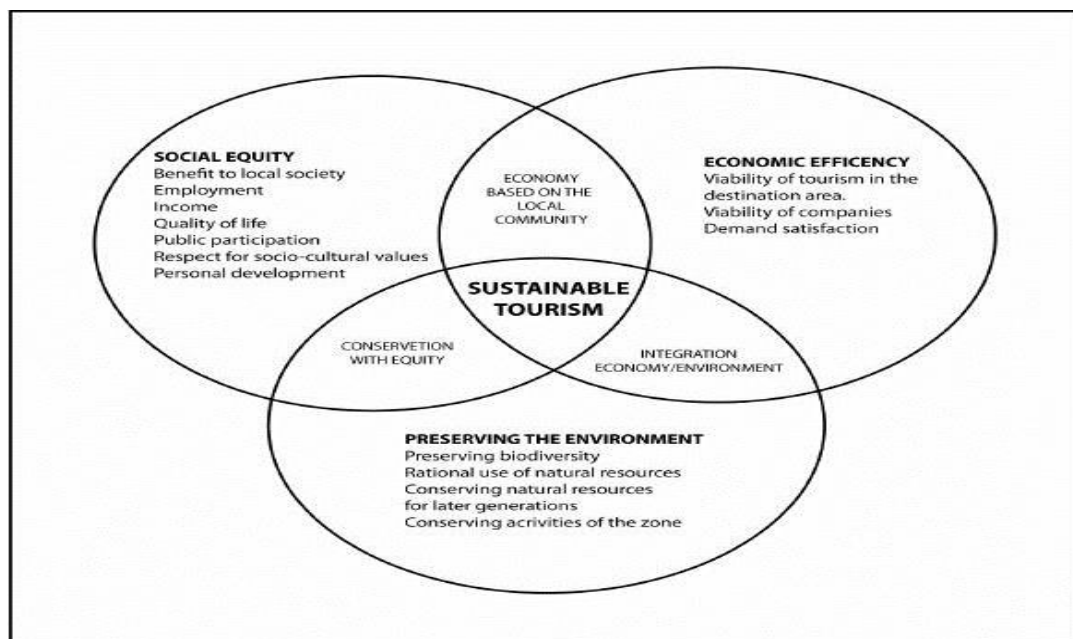 SOCIAL EQUITY
Benefit to local society
Employment
Income
Quality of life
Public participation
Respect for socio-cultural values
Personal development
ECONOMY
BASED ON THE
LOCAL
COMMUNITY
ECONOMIC EFFICENCY
Viability of tourism in the
destination area.
Viability of companies
Demand satisfaction
SUSTAINABLE
TOURISM
CONSERVETION
WITH EQUITY
INTEGRATION
ECONOMY/ENVIRONMENT
PRESERVING THE ENVIRONMENT
Preserving biodiversity
Rational use of natural resources
Conserving natural resources
for later generations
Conserving acrivities of the zone